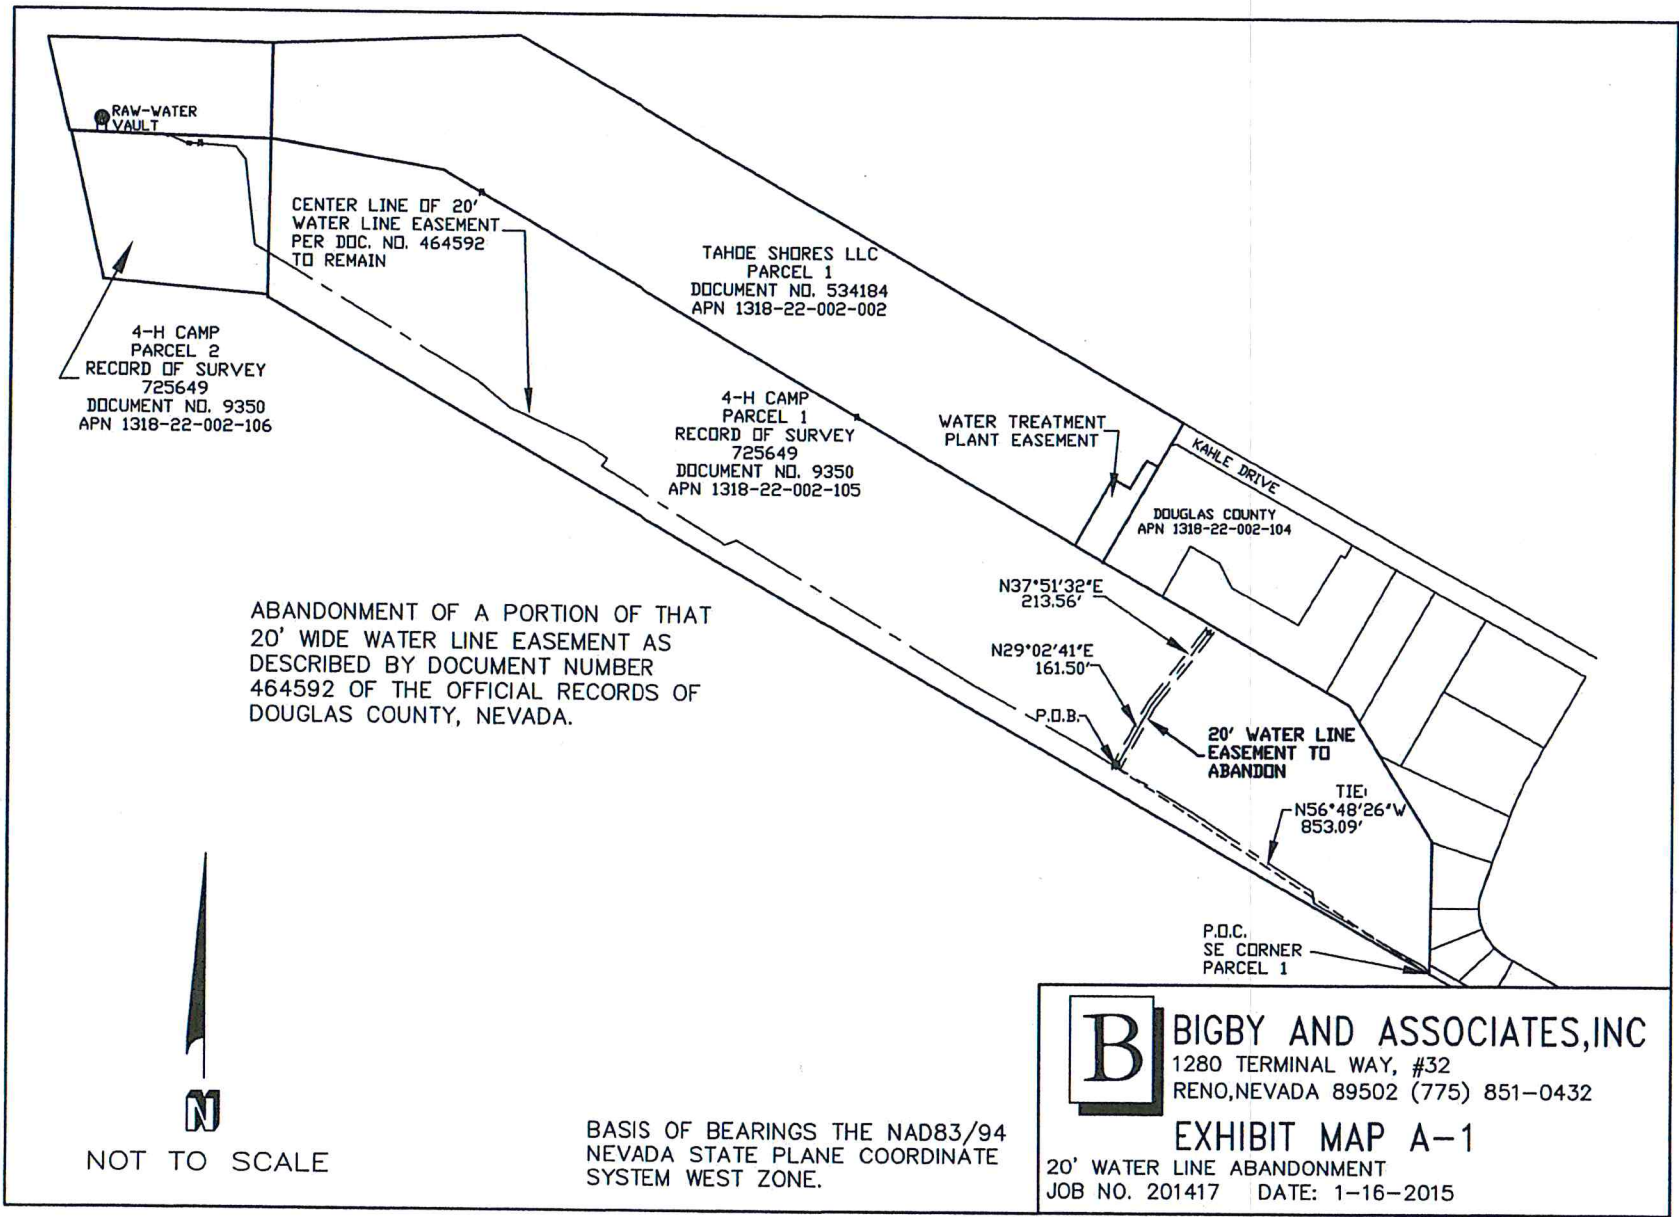 RAW-WATER
VAULT
CENTER LINE OF 20'
WATER LINE EASEMENT
PER DOC. NO. 464592
TO REMAIN
TAHOE SHORES LLC
PARCEL 1
DOCUMENT NO. 534184
APN 1318-22-002-002
4-H CAMP
PARCEL 2
RECORD OF SURVEY
725649
DOCUMENT NO. 9350
APN 1318-22-002-106
4-H CAMP
PARCEL 1
RECORD OF SURVEY
725649
DOCUMENT NO. 9350
APN 1318-22-002-105
WATER TREATMENT
PLANT EASEMENT
KAHLE DRIVE
DOUGLAS COUNTY
APN 1318-22-002-104
N37°51'32"E
213.56'
N29°02'41"E
161.50'
P.O.B.
20' WATER LINE
EASEMENT TO
ABANDON
TIE:
N56°48'26"W
853.09'
P.O.C.
SE CORNER
PARCEL 1
ABANDONMENT OF A PORTION OF THAT
20' WIDE WATER LINE EASEMENT AS
DESCRIBED BY DOCUMENT NUMBER
464592 OF THE OFFICIAL RECORDS OF
DOUGLAS COUNTY, NEVADA.
N
NOT TO SCALE
BASIS OF BEARINGS THE NAD83/94
NEVADA STATE PLANE COORDINATE
SYSTEM WEST ZONE.
B
BIGBY AND ASSOCIATES,INC
1280 TERMINAL WAY, #32
RENO,NEVADA 89502 (775) 851-0432
EXHIBIT MAP A-1
20' WATER LINE ABANDONMENT
JOB NO. 201417 DATE: 1-16-2015